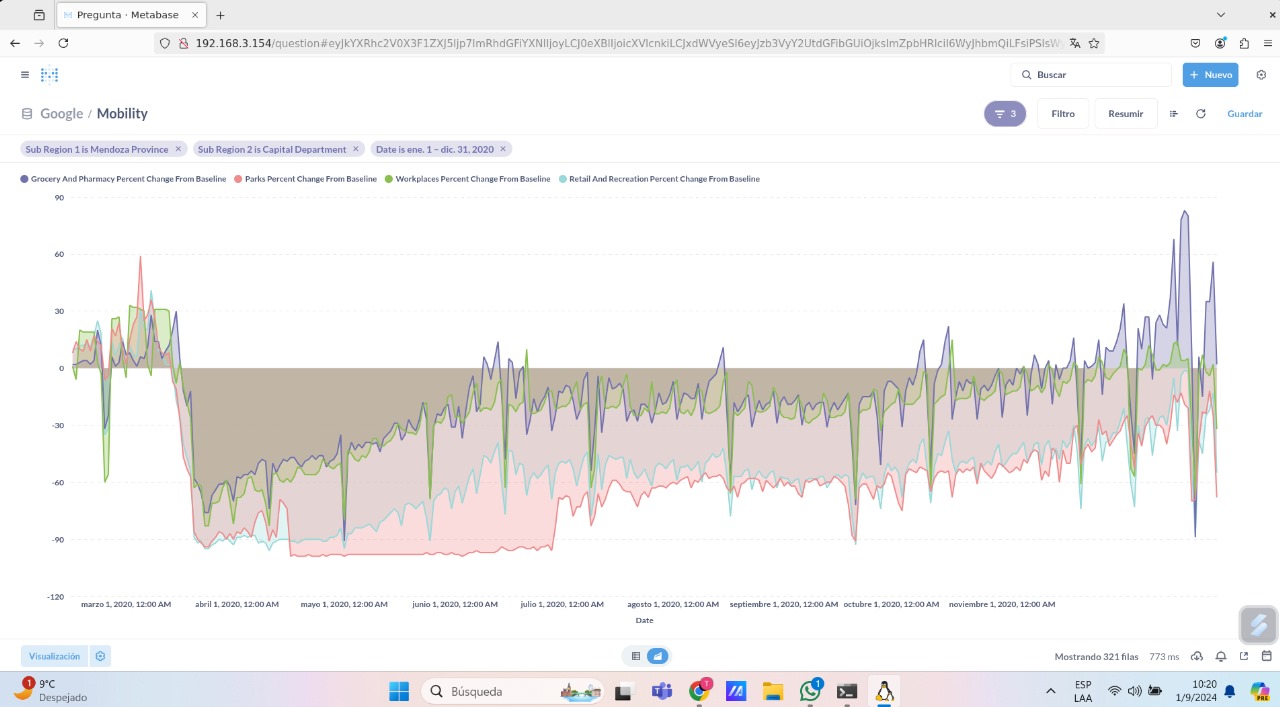 Pregunta · Metabase
192.168.3.154/question#eyJkYXRhc2V0X3F1ZXJ5Ijp7ImRhdGFiYXNlIjoyLCJ0eXBlIjoicXVlcnkiLCJxdWVyeSI6eyJzb3VyY2UtdGFibGUiOjksImZpbHRlciI6WyJhbmQiLFsiPSIsW
Buscar
+ Nuevo
Google / Mobility
3
Filtro
Resumir
Guardar
Sub Region 1 is Mendoza Province ×
Sub Region 2 is Capital Department ×
Date is ene. 1 – dic. 31, 2020 ×
Grocery And Pharmacy Percent Change From Baseline
Parks Percent Change From Baseline
Workplaces Percent Change From Baseline
Retail And Recreation Percent Change From Baseline
90
60
30
0
-30
-60
-90
-120
marzo 1, 2020, 12:00 AM
abril 1, 2020, 12:00 AM
mayo 1, 2020, 12:00 AM
junio 1, 2020, 12:00 AM
julio 1, 2020, 12:00 AM
agosto 1, 2020, 12:00 AM
septiembre 1, 2020, 12:00 AM
octubre 1, 2020, 12:00 AM
noviembre 1, 2020, 12:00 AM
Date
Visualización
Mostrando 321 filas
773 ms
1
9°C
Despejado
Búsqueda
T
1
ESP
LAA
10:20
1/9/2024
PRE